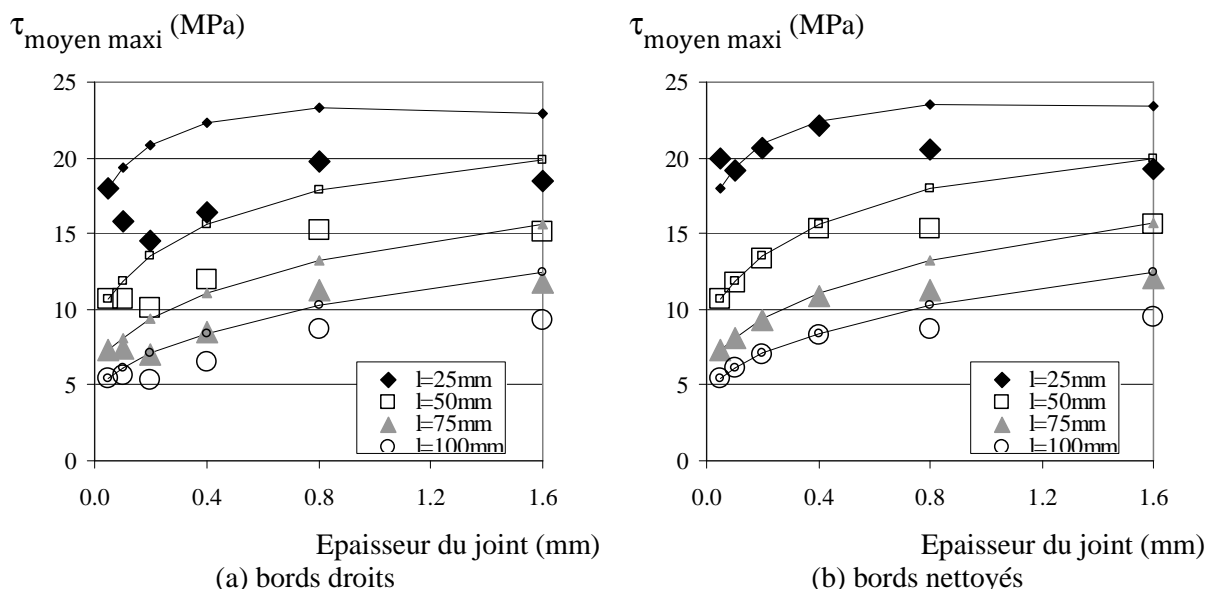 τmoyen maxi (MPa)
25
20
15
10
5
0
0.0 0.4 0.8 1.2 1.6
l=25mm
l=50mm
l=75mm
l=100mm
Epaisseur du joint (mm)
(a) bords droits
τmoyen maxi (MPa)
25
20
15
10
5
0
0.0 0.4 0.8 1.2 1.6
l=25mm
l=50mm
l=75mm
l=100mm
Epaisseur du joint (mm)
(b) bords nettoyés